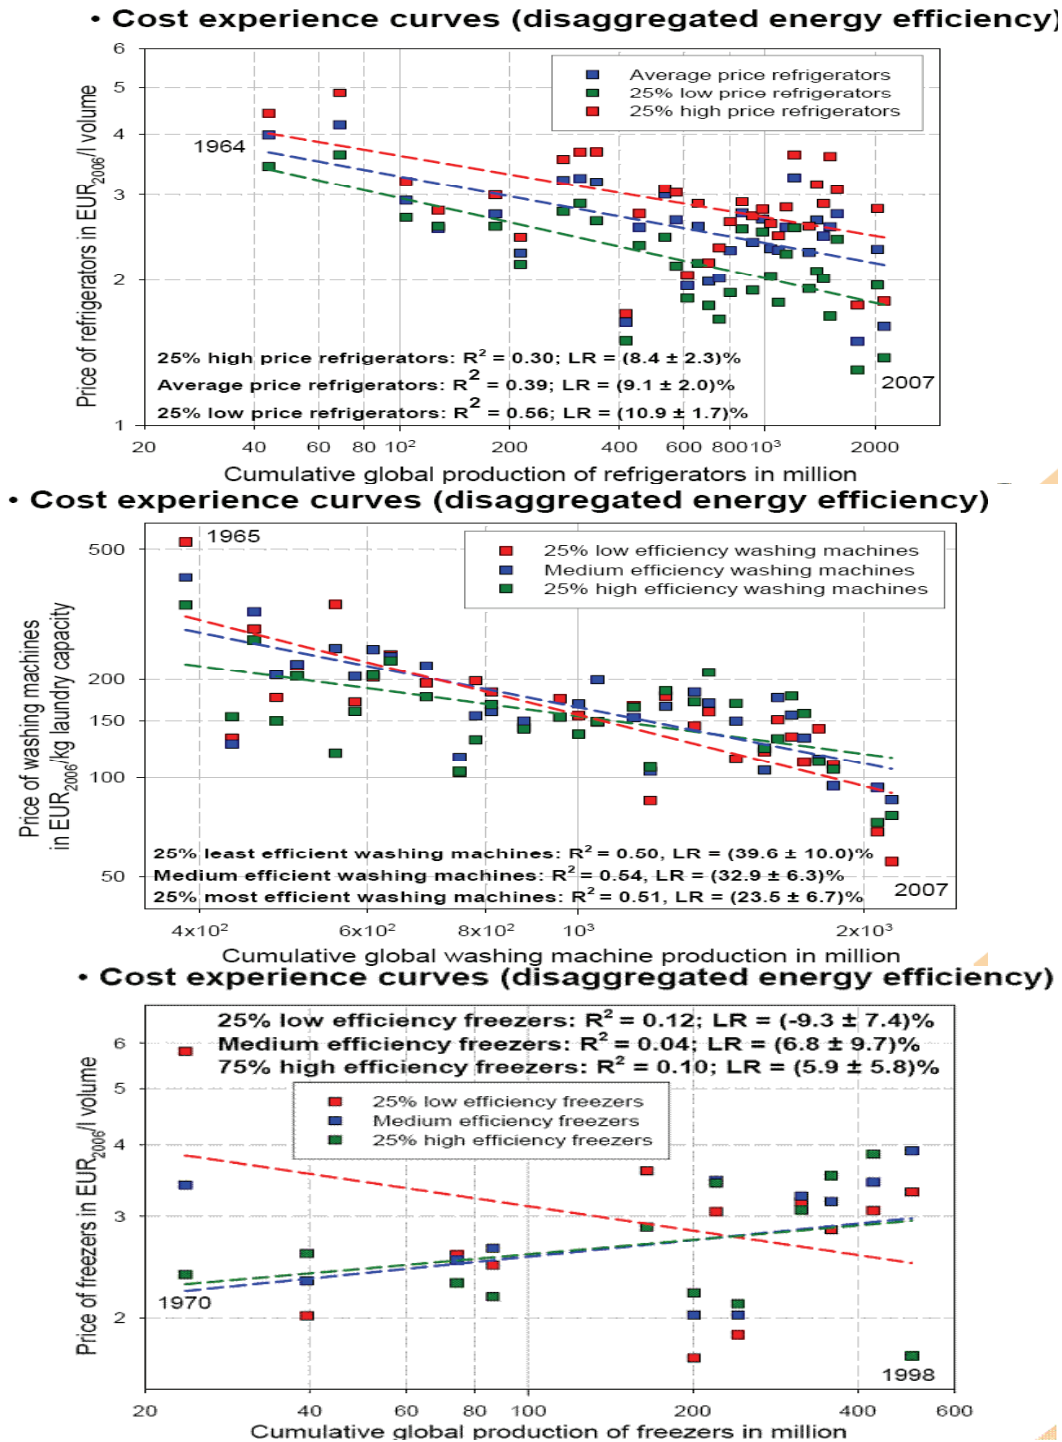 • Cost experience curves (disaggregated energy efficiency)
6
5
4
3
2
1
Price of refrigerators in EUR2006/l volume
Average price refrigerators
25% low price refrigerators
25% high price refrigerators
1964
25% high price refrigerators: R² = 0.30; LR = (8.4 ± 2.3)%
Average price refrigerators: R² = 0.39; LR = (9.1 ± 2.0)%
25% low price refrigerators: R² = 0.56; LR = (10.9 ± 1.7)%
2007
20 40 60 80 10² 200 400 600 800 10³ 2000
Cumulative global production of refrigerators in million
• Cost experience curves (disaggregated energy efficiency)
500
200
150
100
50
Price of washing machines
in EUR2006/kg laundry capacity
1965
25% low efficiency washing machines
Medium efficiency washing machines
25% high efficiency washing machines
25% least efficient washing machines: R² = 0.50, LR = (39.6 ± 10.0)%
Medium efficient washing machines: R² = 0.54, LR = (32.9 ± 6.3)%
25% most efficient washing machines: R² = 0.51, LR = (23.5 ± 6.7)%
2007
4x10² 6x10² 8x10² 10³ 2x10³
Cumulative global washing machine production in million
• Cost experience curves (disaggregated energy efficiency)
25% low efficiency freezers: R² = 0.12; LR = (-9.3 ± 7.4)%
Medium efficiency freezers: R² = 0.04; LR = (6.8 ± 9.7)%
75% high efficiency freezers: R² = 0.10; LR = (5.9 ± 5.8)%
6
5
4
3
2
Price of freezers in EUR2006/l volume
25% low efficiency freezers
Medium efficiency freezers
25% high efficiency freezers
1970
1998
20 40 60 80 100 200 400 600
Cumulative global production of freezers in million